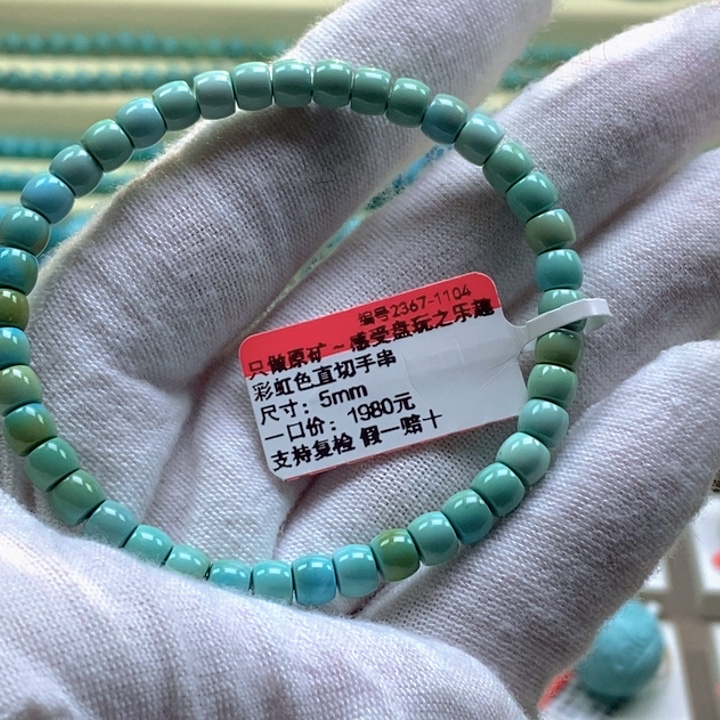 编号2367-1104
只做原矿~感受盘玩之乐趣
彩虹色直切手串
尺寸：5mm
一口价：1980元
支持复检 假一赔十